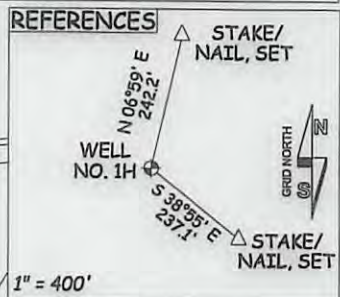 REFERENCES
STAKE/
NAIL, SET
N 06°59' E
242.2'
WELL
NO. 1H
GRID NORTH
N
S
S 38°55' E
237.1'
STAKE/
NAIL, SET
1" = 400'